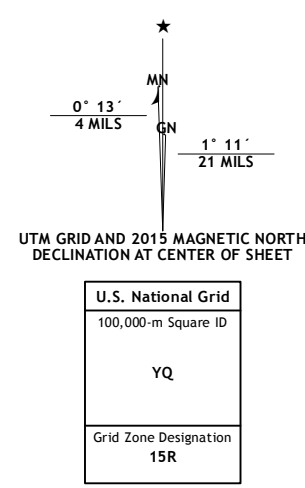 ★
MN
0° 13´
4 MILS
GN
1° 11´
21 MILS
UTM GRID AND 2015 MAGNETIC NORTH
DECLINATION AT CENTER OF SHEET
U.S. National Grid
100,000-m Square ID
YQ
Grid Zone Designation
15R